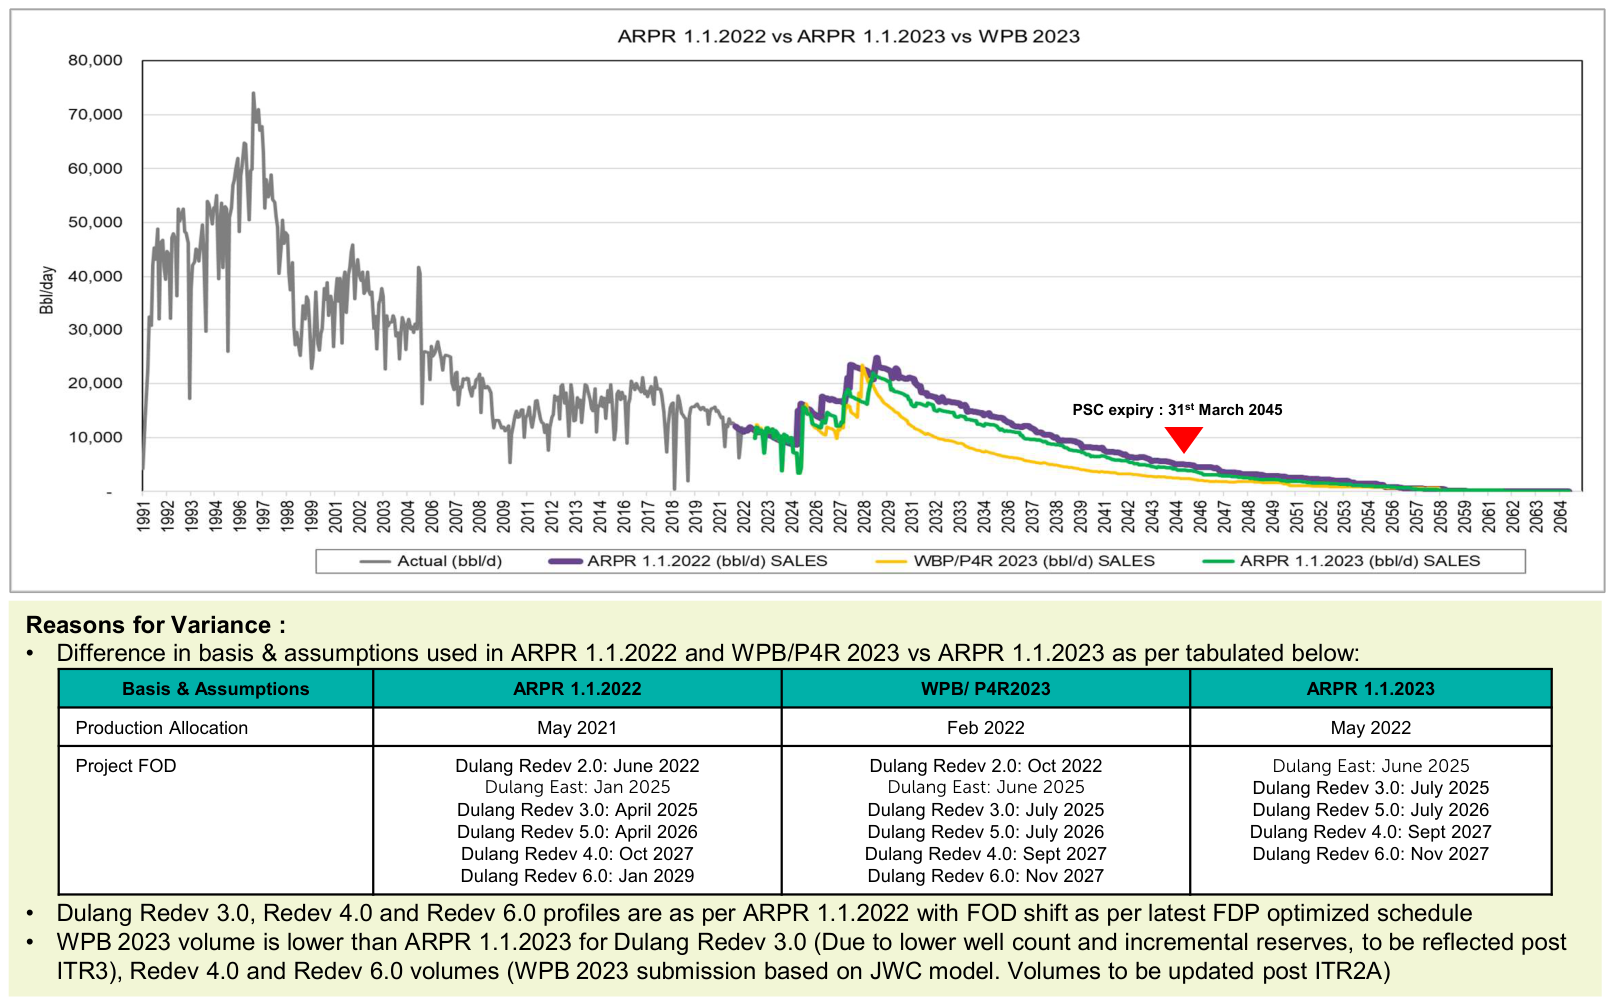 ARPR 1.1.2022 vs ARPR 1.1.2023 vs WPB 2023
80,000
70,000
60,000
50,000
40,000
30,000
20,000
10,000
-
Bbl/day
PSC expiry : 31st March 2045
1991 1992 1993 1994 1996 1997 1998 1999 2001 2002 2003 2004 2006 2007 2008 2009 2011 2012 2013 2014 2016 2017 2018 2019 2021 2022 2023 2024 2026 2027 2028 2029 2031 2032 2033 2034 2036 2037 2038 2039 2041 2042 2043 2044 2046 2047 2048 2049 2051 2052 2053 2054 2056 2057 2058 2059 2061 2062 2063 2064
Actual (bbl/d) ARPR 1.1.2022 (bbl/d) SALES WBP/P4R 2023 (bbl/d) SALES ARPR 1.1.2023 (bbl/d) SALES
Reasons for Variance :
• Difference in basis & assumptions used in ARPR 1.1.2022 and WPB/P4R 2023 vs ARPR 1.1.2023 as per tabulated below:
Basis & Assumptions ARPR 1.1.2022 WPB/ P4R2023 ARPR 1.1.2023
Production Allocation May 2021 Feb 2022 May 2022
Project FOD Dulang Redev 2.0: June 2022 Dulang Redev 2.0: Oct 2022 Dulang East: June 2025
Dulang East: Jan 2025 Dulang East: June 2025 Dulang Redev 3.0: July 2025
Dulang Redev 3.0: April 2025 Dulang Redev 3.0: July 2025 Dulang Redev 5.0: July 2026
Dulang Redev 5.0: April 2026 Dulang Redev 5.0: July 2026 Dulang Redev 4.0: Sept 2027
Dulang Redev 4.0: Oct 2027 Dulang Redev 4.0: Sept 2027 Dulang Redev 6.0: Nov 2027
Dulang Redev 6.0: Jan 2029 Dulang Redev 6.0: Nov 2027
• Dulang Redev 3.0, Redev 4.0 and Redev 6.0 profiles are as per ARPR 1.1.2022 with FOD shift as per latest FDP optimized schedule
• WPB 2023 volume is lower than ARPR 1.1.2023 for Dulang Redev 3.0 (Due to lower well count and incremental reserves, to be reflected post
ITR3), Redev 4.0 and Redev 6.0 volumes (WPB 2023 submission based on JWC model. Volumes to be updated post ITR2A)